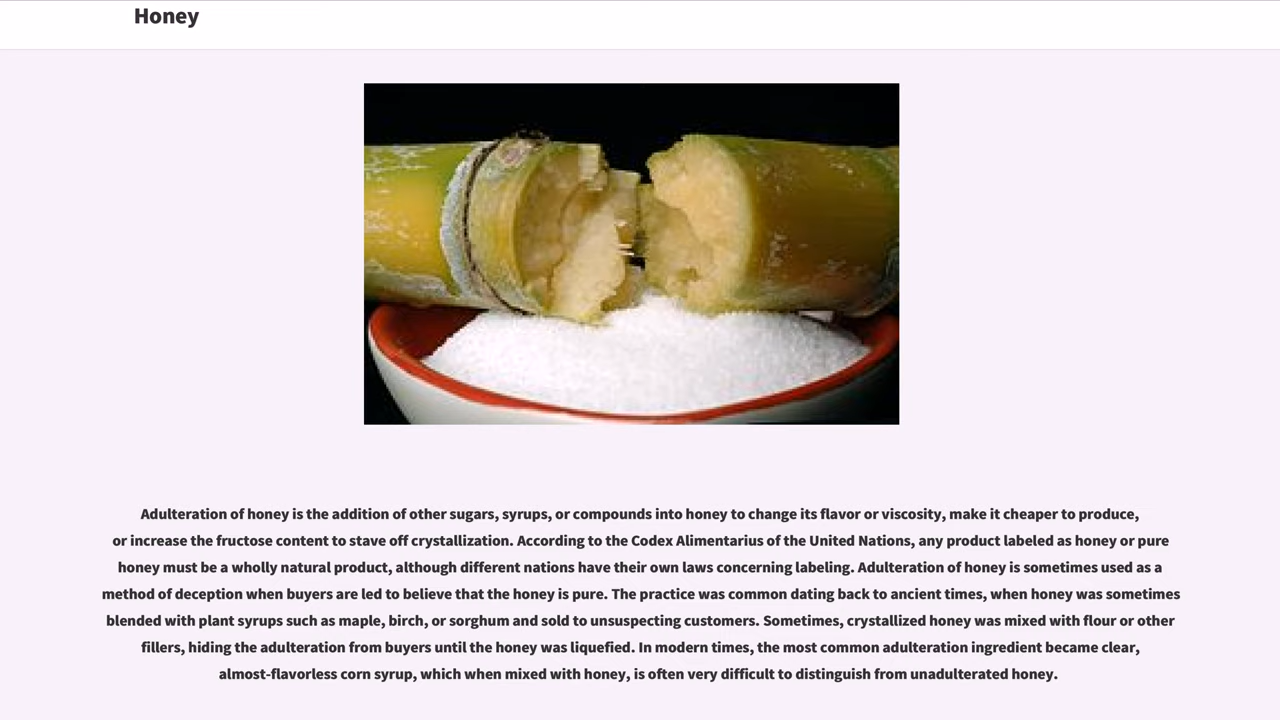 Honey
Adulteration of honey is the addition of other sugars, syrups, or compounds into honey to change its flavor or viscosity, make it cheaper to produce,
or increase the fructose content to stave off crystallization. According to the Codex Alimentarius of the United Nations, any product labeled as honey or pure
honey must be a wholly natural product, although different nations have their own laws concerning labeling. Adulteration of honey is sometimes used as a
method of deception when buyers are led to believe that the honey is pure. The practice was common dating back to ancient times, when honey was sometimes
blended with plant syrups such as maple, birch, or sorghum and sold to unsuspecting customers. Sometimes, crystallized honey was mixed with flour or other
fillers, hiding the adulteration from buyers until the honey was liquefied. In modern times, the most common adulteration ingredient became clear,
almost-flavorless corn syrup, which when mixed with honey, is often very difficult to distinguish from unadulterated honey.